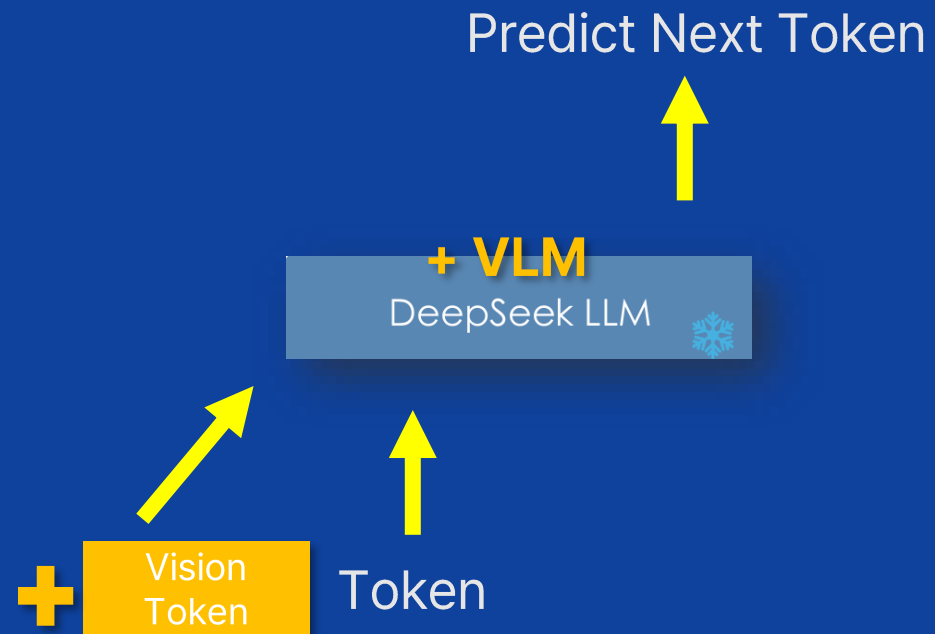 Predict Next Token
+ VLM
DeepSeek LLM
Vision
Token
Token